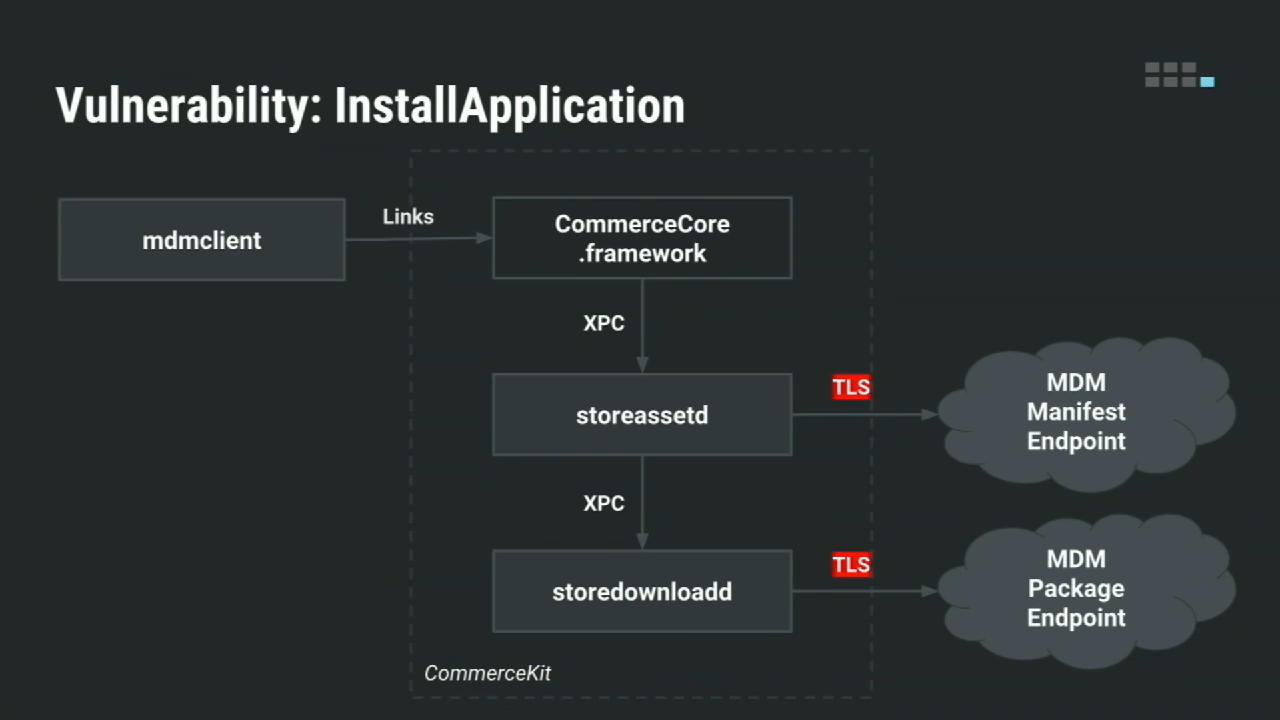 Vulnerability: InstallApplication
mdmclient
Links
CommerceCore
.framework
XPC
storeassetd
TLS
MDM
Manifest
Endpoint
XPC
storedownloadd
TLS
MDM
Package
Endpoint
CommerceKit